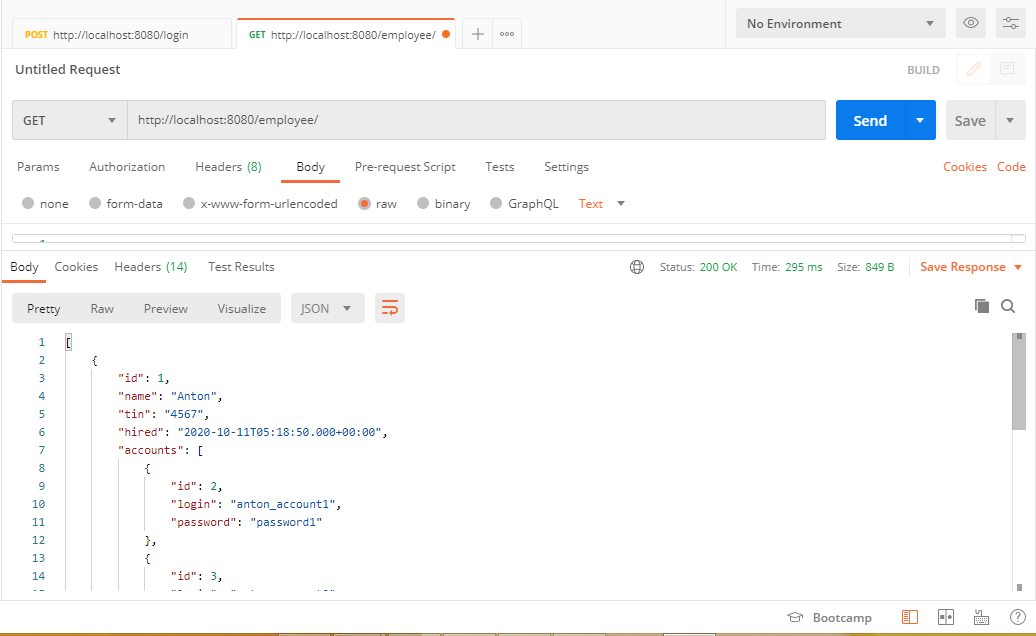 POST http://localhost:8080/login
GET http://localhost:8080/employee/
No Environment
Untitled Request
BUILD
GET http://localhost:8080/employee/ Send Save
Params Authorization Headers (8) Body Pre-request Script Tests Settings Cookies Code
none form-data x-www-form-urlencoded raw binary GraphQL Text
Body Cookies Headers (14) Test Results Status: 200 OK Time: 295 ms Size: 849 B Save Response
Pretty Raw Preview Visualize JSON
1 [
2 {
3 "id": 1,
4 "name": "Anton",
5 "tin": "4567",
6 "hired": "2020-10-11T05:18:50.000+00:00",
7 "accounts": [
8 {
9 "id": 2,
10 "login": "anton_account1",
11 "password": "password1"
12 },
13 {
14 "id": 3,
Bootcamp